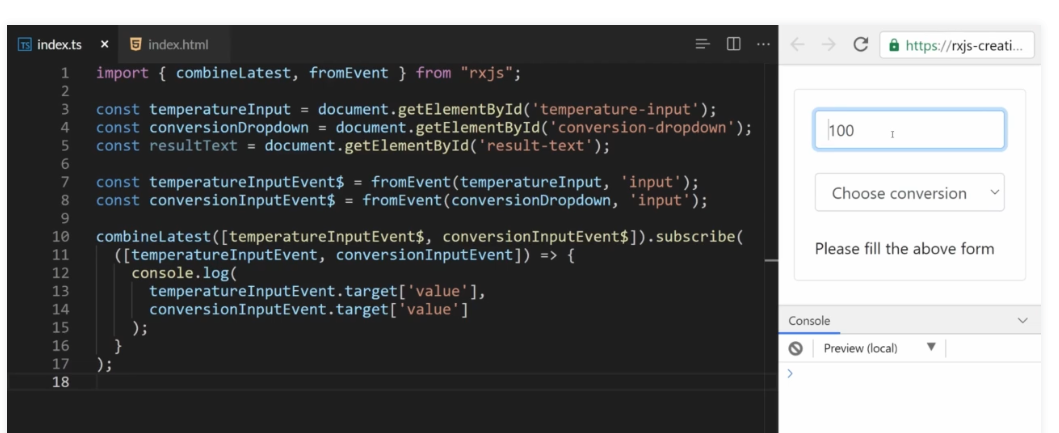 TS index.ts × 5 index.html ...
1 import { combineLatest, fromEvent } from "rxjs";
2
3 const temperatureInput = document.getElementById('temperature-input');
4 const conversionDropdown = document.getElementById('conversion-dropdown');
5 const resultText = document.getElementById('result-text');
6
7 const temperatureInputEvent$ = fromEvent(temperatureInput, 'input');
8 const conversionInputEvent$ = fromEvent(conversionDropdown, 'input');
9
10 combineLatest([temperatureInputEvent$, conversionInputEvent$]).subscribe(
11 ([temperatureInputEvent, conversionInputEvent]) => {
12 console.log(
13 temperatureInputEvent.target['value'],
14 conversionInputEvent.target['value']
15 );
16 }
17 );
18
https://rxjs-creati...
100
Choose conversion
Please fill the above form
Console
Preview (local)
>